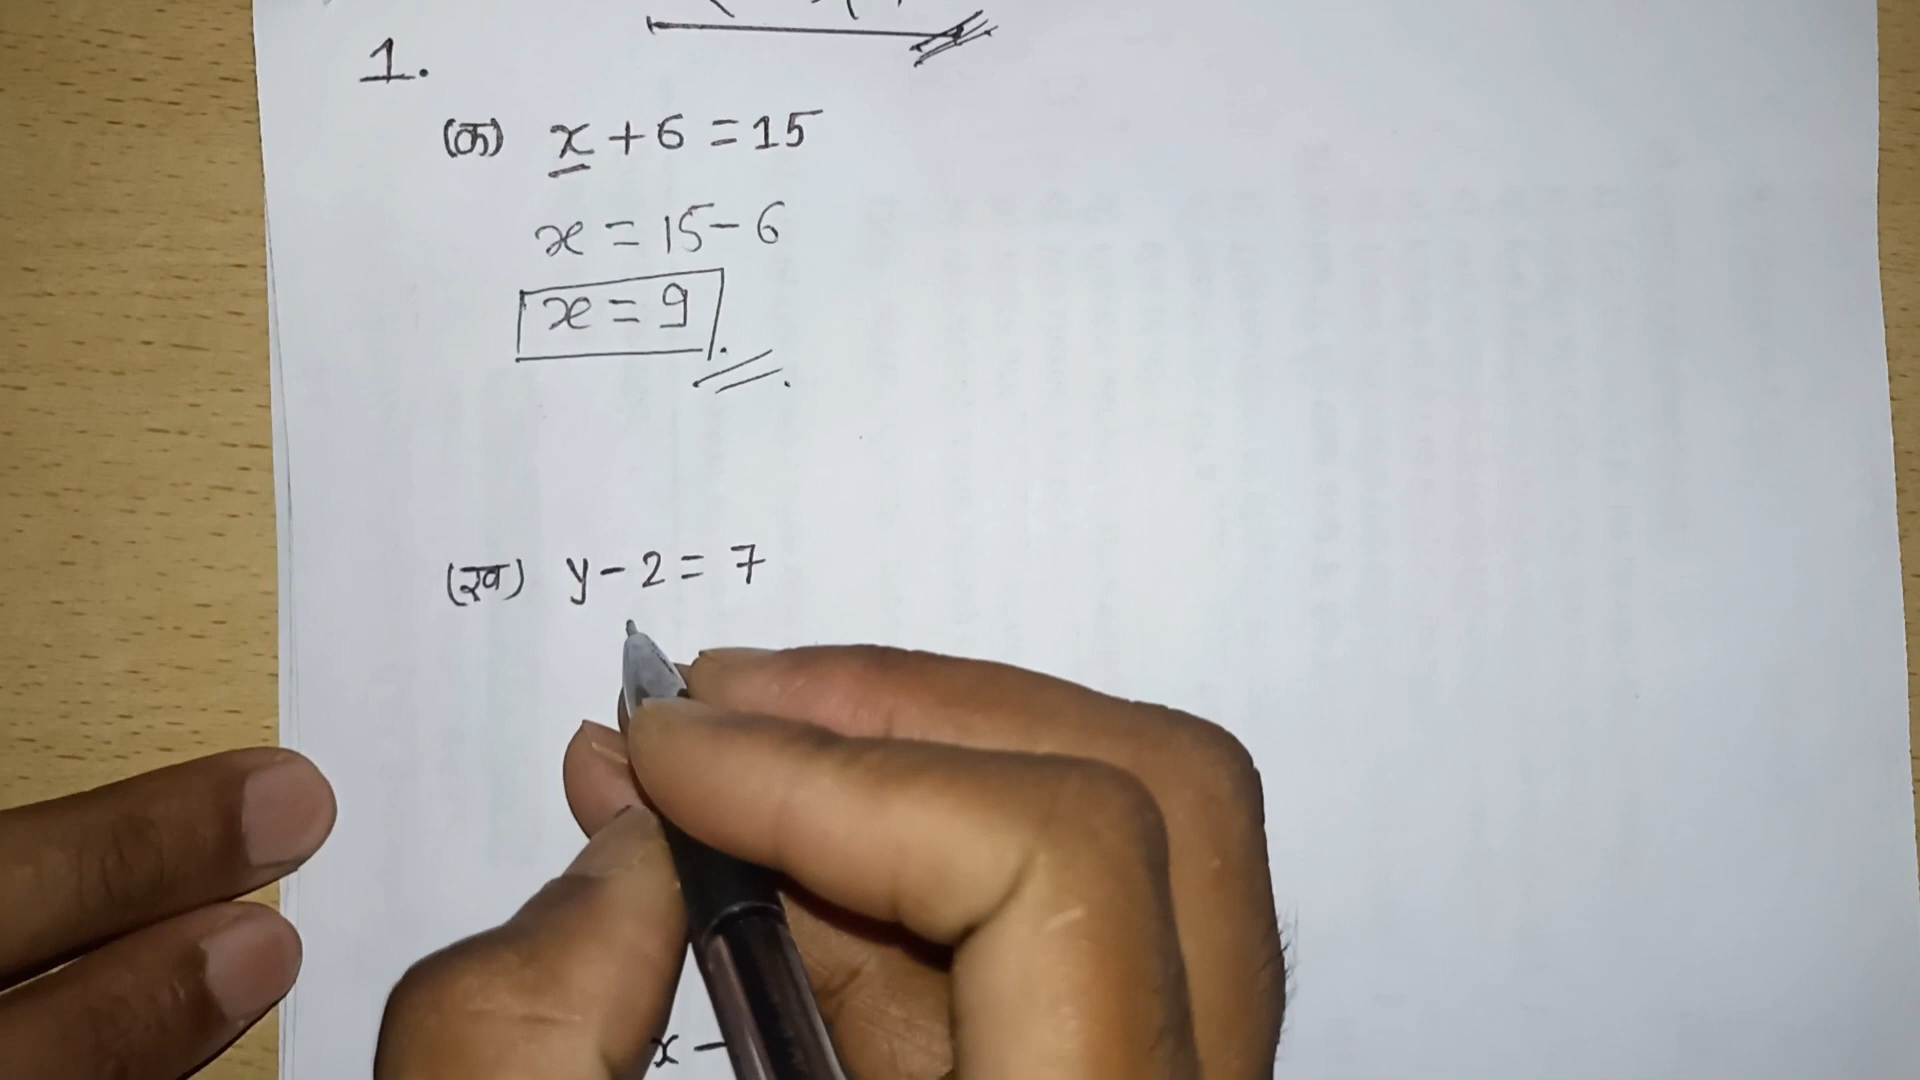 1.
(क) x + 6 = 15
x = 15 - 6
x = 9
(ख) y - 2 = 7
x -